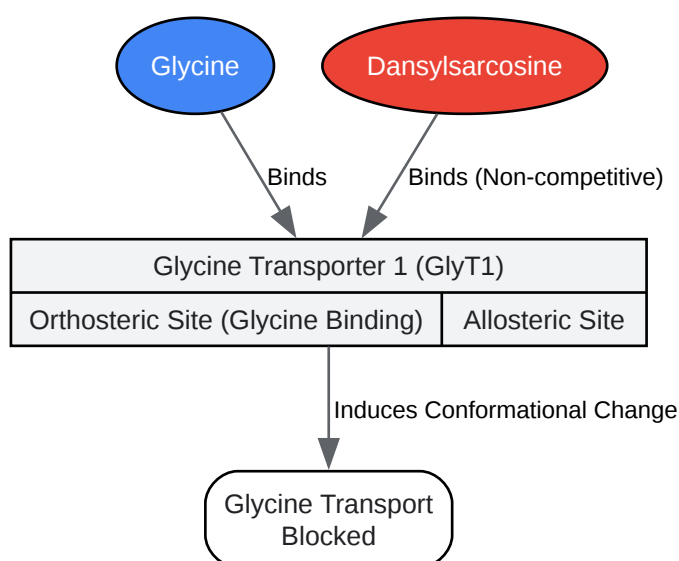 Glycine
Dansylsarcosine
Binds
Binds (Non-competitive)
Glycine Transporter 1 (GlyT1)
Orthosteric Site (Glycine Binding)
Allosteric Site
Induces Conformational Change
Glycine Transport
Blocked